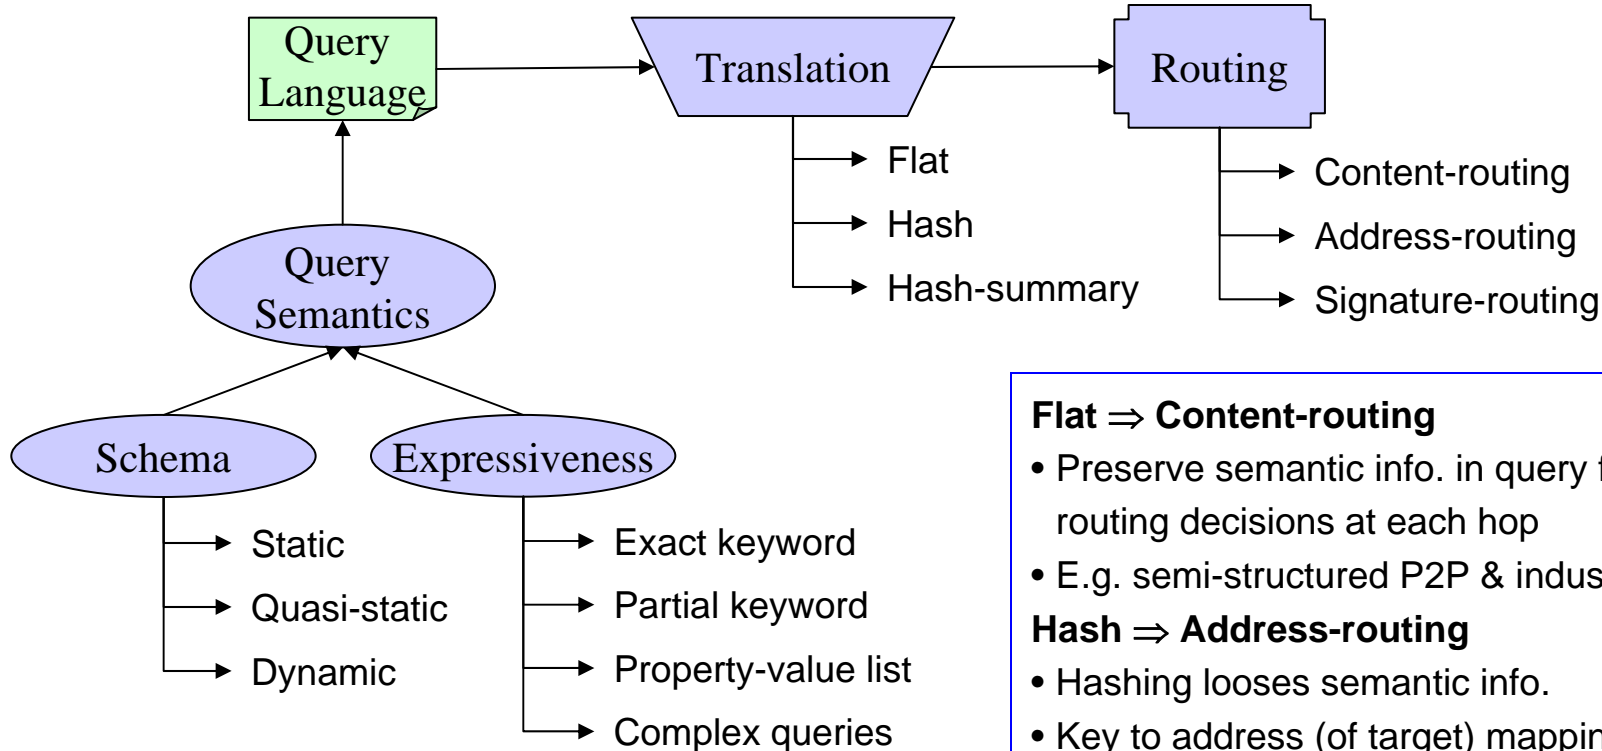 Query
Language
Translation
Routing
Flat
Hash
Hash-summary
Content-routing
Address-routing
Signature-routing
Query
Semantics
Schema
Expressiveness
Static
Quasi-static
Dynamic
Exact keyword
Partial keyword
Property-value list
Complex queries
Flat ⇒ Content-routing
• Preserve semantic info. in query
routing decisions at each hop
• E.g. semi-structured P2P &
Hash ⇒ Address-routing
• Hashing looses semantic info.
• Key to address (of target)